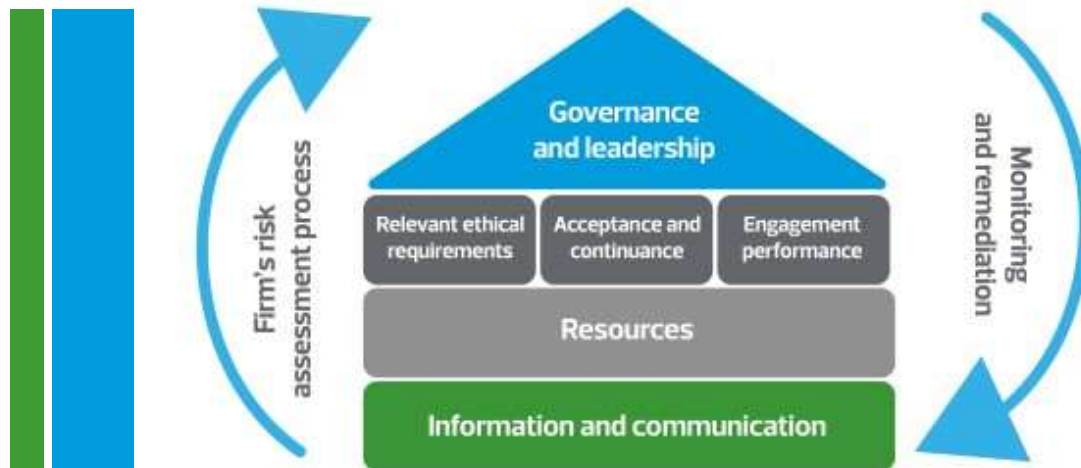 Governance
and leadership
Relevant ethical
requirements
Acceptance and
continuance
Engagement
performance
Resources
Information and communication
Firm's risk
assessment process
Monitoring
and remediation